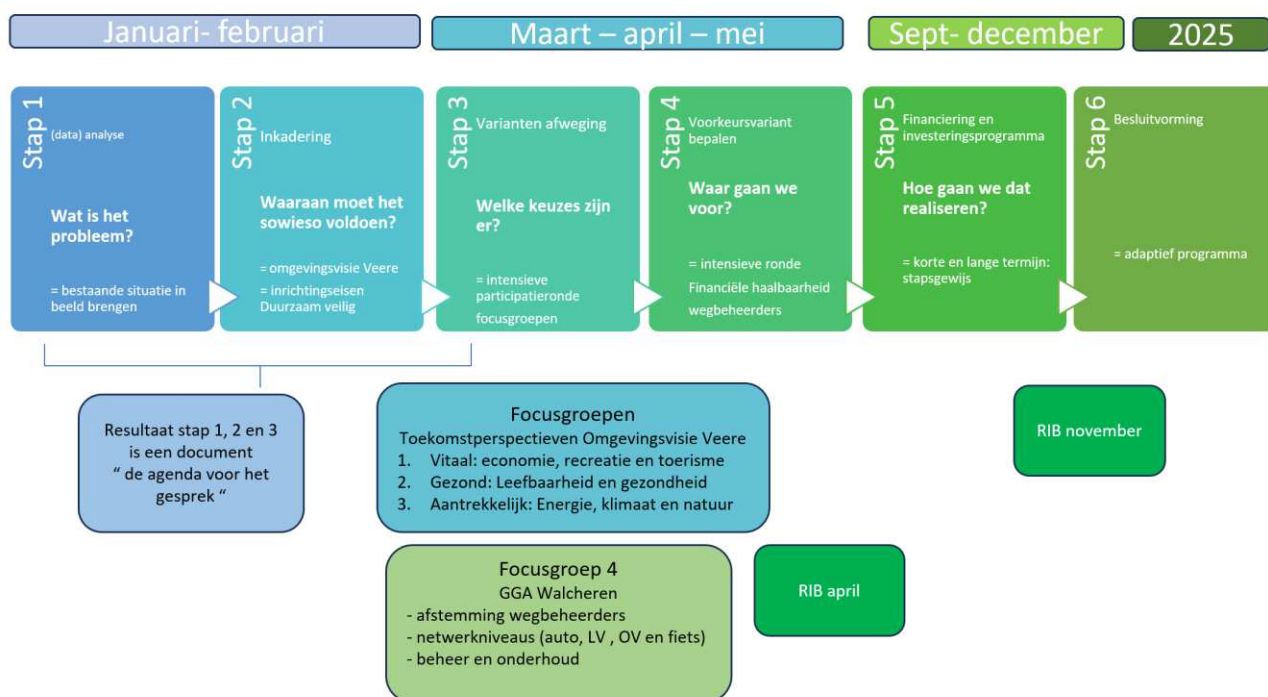 Januari- februari
Maart – april – mei
Sept- december
2025
Stap 1
(data) analyse
Wat is het
probleem?
= bestaande situatie in
beeld brengen
Stap 2
Inkadering
Waaraan moet het
sowieso voldoen?
= omgevingsvisie Veere
= inrichtingseisen
Duurzaam veilig
Stap 3
Varianten afweging
Welke keuzes zijn
er?
= intensieve
participatieronde
focusgroepen
Stap 4
Voorkeursvariant
bepalen
Waar gaan we
voor?
= intensieve ronde
Financiële haalbaarheid
wegbeheerders
Stap 5
Financiering en
investeringsprogramma
Hoe gaan we dat
realiseren?
= korte en lange termijn:
stapsgewijs
Stap 6
Besluitvorming
= adaptief programma
Resultaat stap 1, 2 en 3
is een document
“ de agenda voor het
gesprek “
Focusgroepen
Toekomstperspectieven Omgevingsvisie Veere
1. Vitaal: economie, recreatie en toerisme
2. Gezond: Leefbaarheid en gezondheid
3. Aantrekkelijk: Energie, klimaat en natuur
RIB november
Focusgroep 4
GGA Walcheren
- afstemming wegbeheerders
- netwerkniveaus (auto, LV , OV en fiets)
- beheer en onderhoud
RIB april